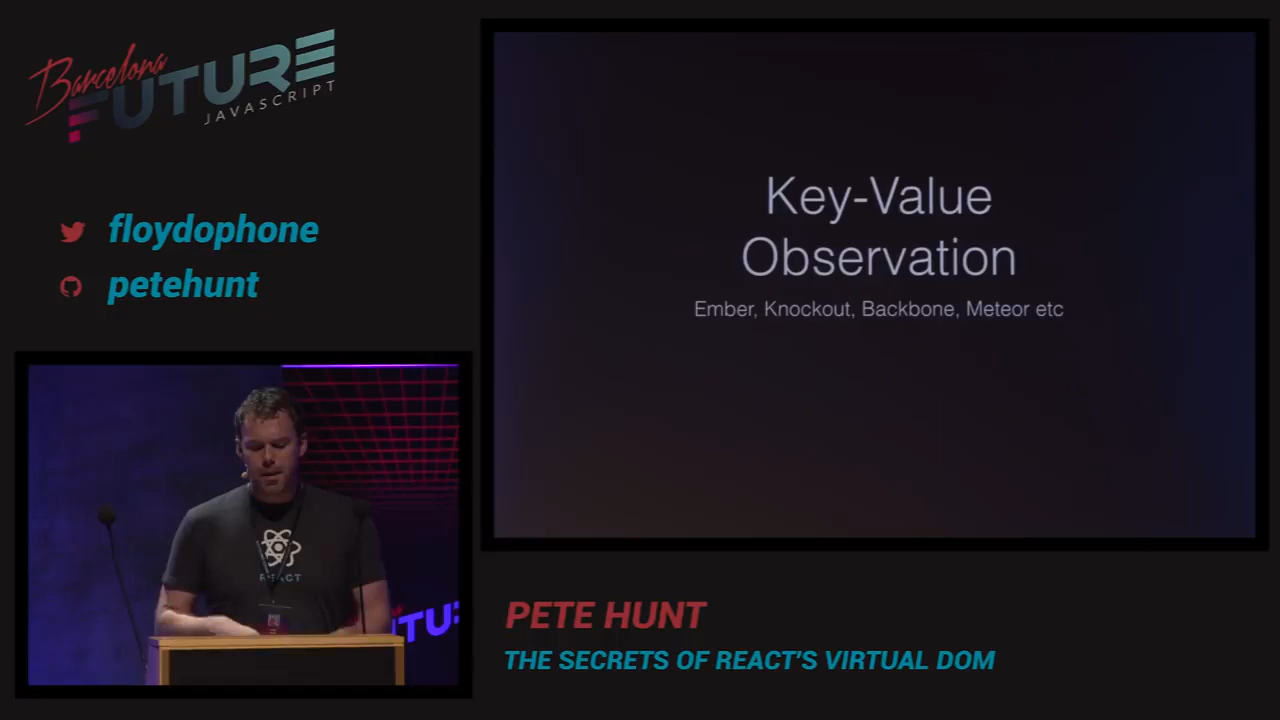 Barcelona
FUTURE
JAVASCRIPT
floydophone
petehunt
Key-Value
Observation
Ember, Knockout, Backbone, Meteor etc
REACT
TU
PETE HUNT
THE SECRETS OF REACT'S VIRTUAL DOM